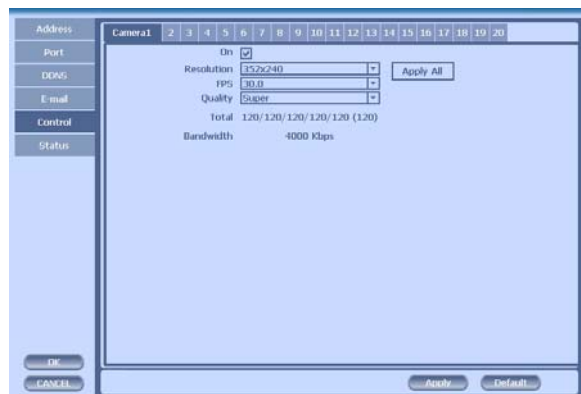 Address
Port
DDNS
E-mail
Control
Status
OK
CANCEL
Camera1 2 3 4 5 6 7 8 9 10 11 12 13 14 15 16 17 18 19 20
On
Resolution 352x240 Apply All
FPS 30.0
Quality Super
Total 120/120/120/120/120 (120)
Bandwidth 4000 Kbps
Apply Default